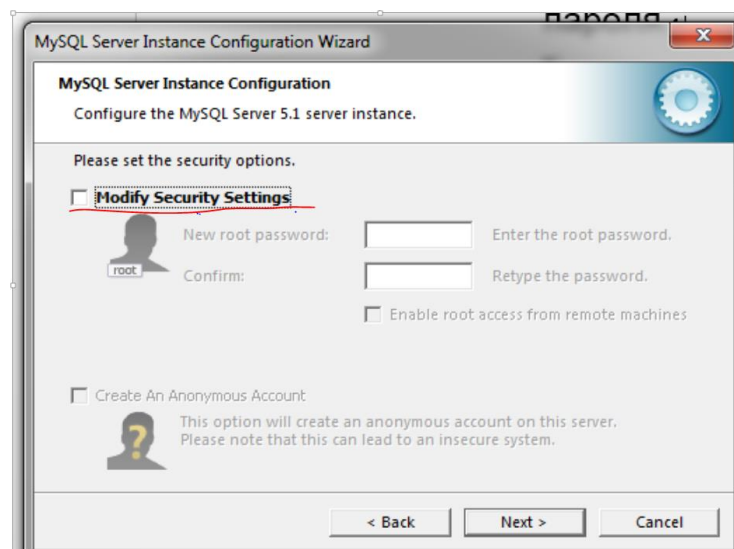 пароля
MySQL Server Instance Configuration Wizard
MySQL Server Instance Configuration
Configure the MySQL Server 5.1 server instance.
Please set the security options.
Modify Security Settings
New root password:
Enter the root password.
root
Confirm:
Retype the password.
Enable root access from remote machines
Create An Anonymous Account
This option will create an anonymous account on this server.
Please note that this can lead to an insecure system.
< Back
Next >
Cancel